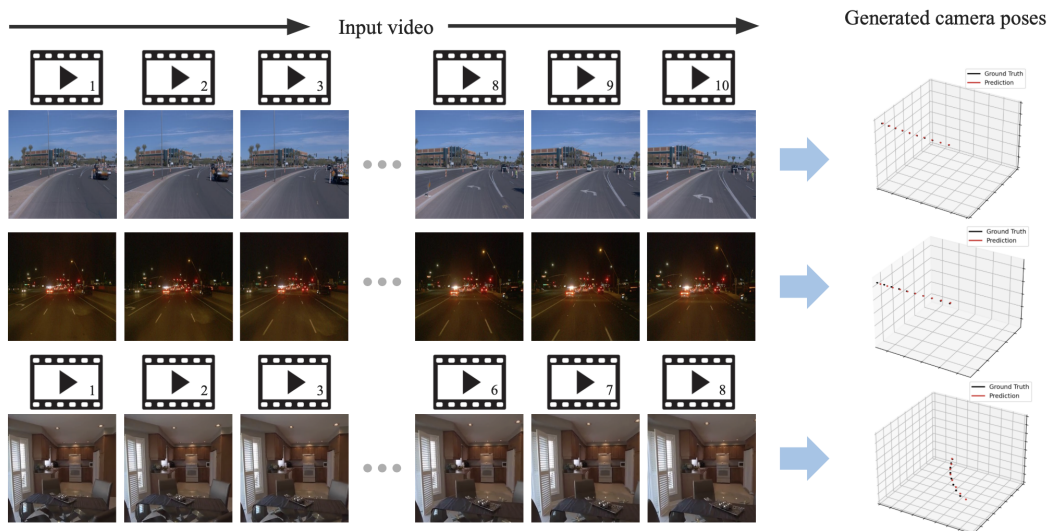 Input video
Generated camera poses
1 2 3 8 9 10
Ground Truth
Prediction
Ground Truth
Prediction
1 2 3 6 7 8
Ground Truth
Prediction